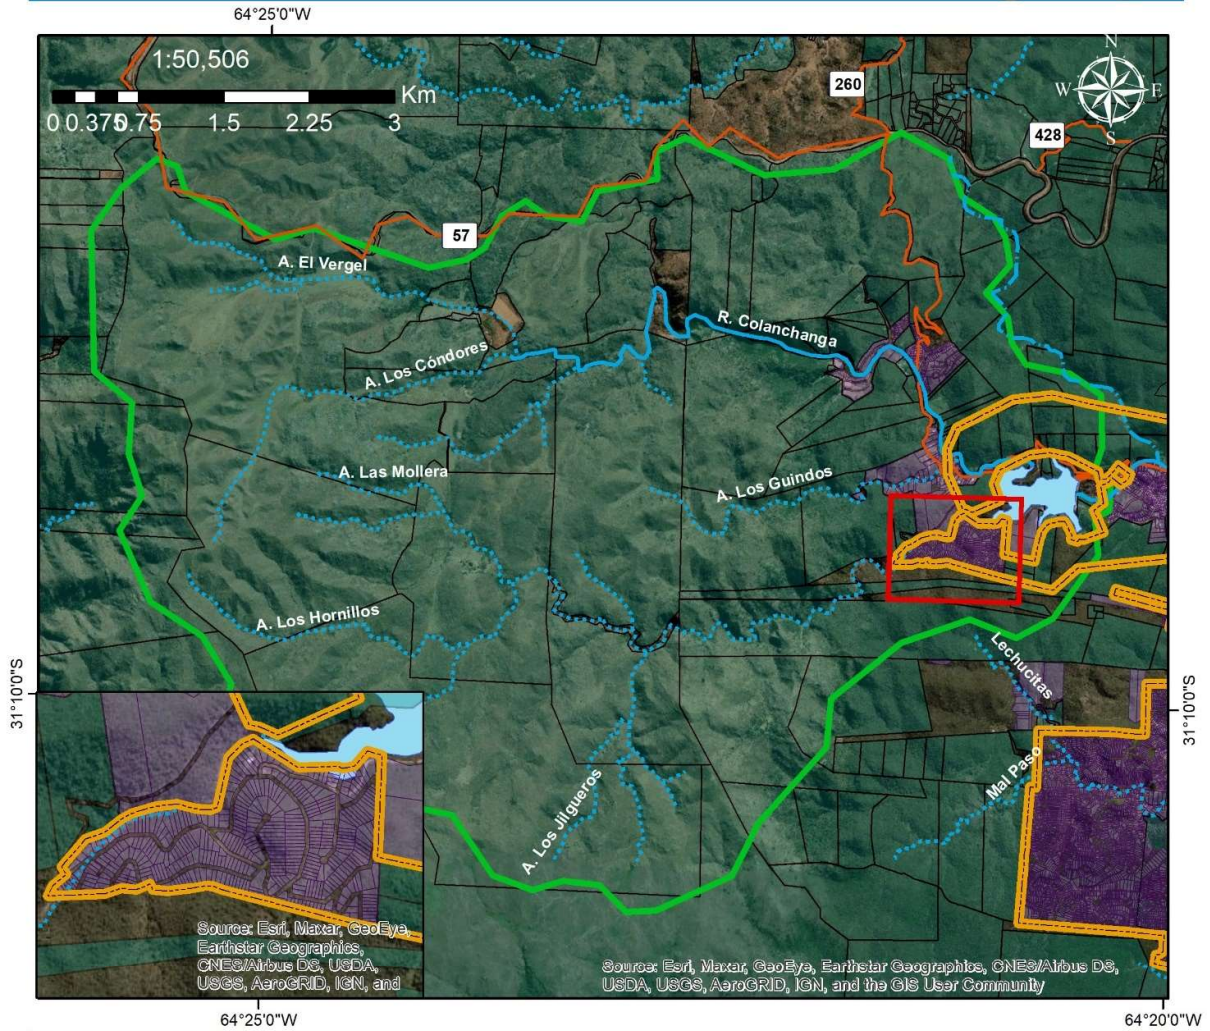 64°25'0"W
1:50,506
Km
0 0.375 0.75 1.5 2.25 3
N
W E
S
260
428
57
A. El Vergel
R. Colanchanga
A. Los Cóndores
A. Las Mollera
A. Los Guindos
A. Los Hornillos
Lechucitas
31°10'0"S
31°10'0"S
Mal Paso
A. Los Jilgueros
Source: Esri, Maxar, GeoEye,
Earthstar Geographics,
CNES/Airbus DS, USDA,
USGS, AeroGRID, IGN, and
Source: Esri, Maxar, GeoEye, Earthstar Geographics, CNES/Airbus DS,
USDA, USGS, AeroGRID, IGN, and the GIS User Community
64°25'0"W
64°20'0"W